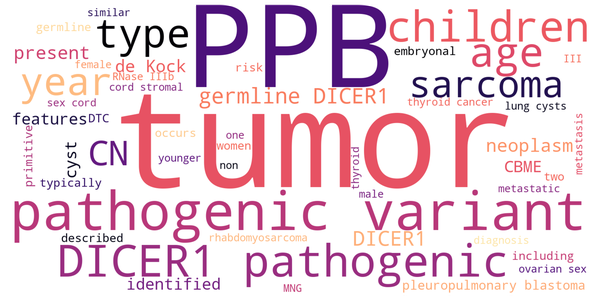 similar
germline
type
PPB
children
present
de Kock
embryonal
age
III
year
female
RNase IIIb
cord stromal
risk
sarcoma
sex cord
germline DICER1
thyroid cancer
lung cysts
features
DTC
tumor
primitive
cyst
CN
occurs
younger
one
women
non
thyroid
male
neoplasm
CBME
two
metastasis
typically
metastatic
pathogenic variant
described
rhabdomyosarcoma
DICER1
diagnosis
DICER1
pathogenic
including
ovarian sex
identified
MNG
pleuropulmonary blastoma